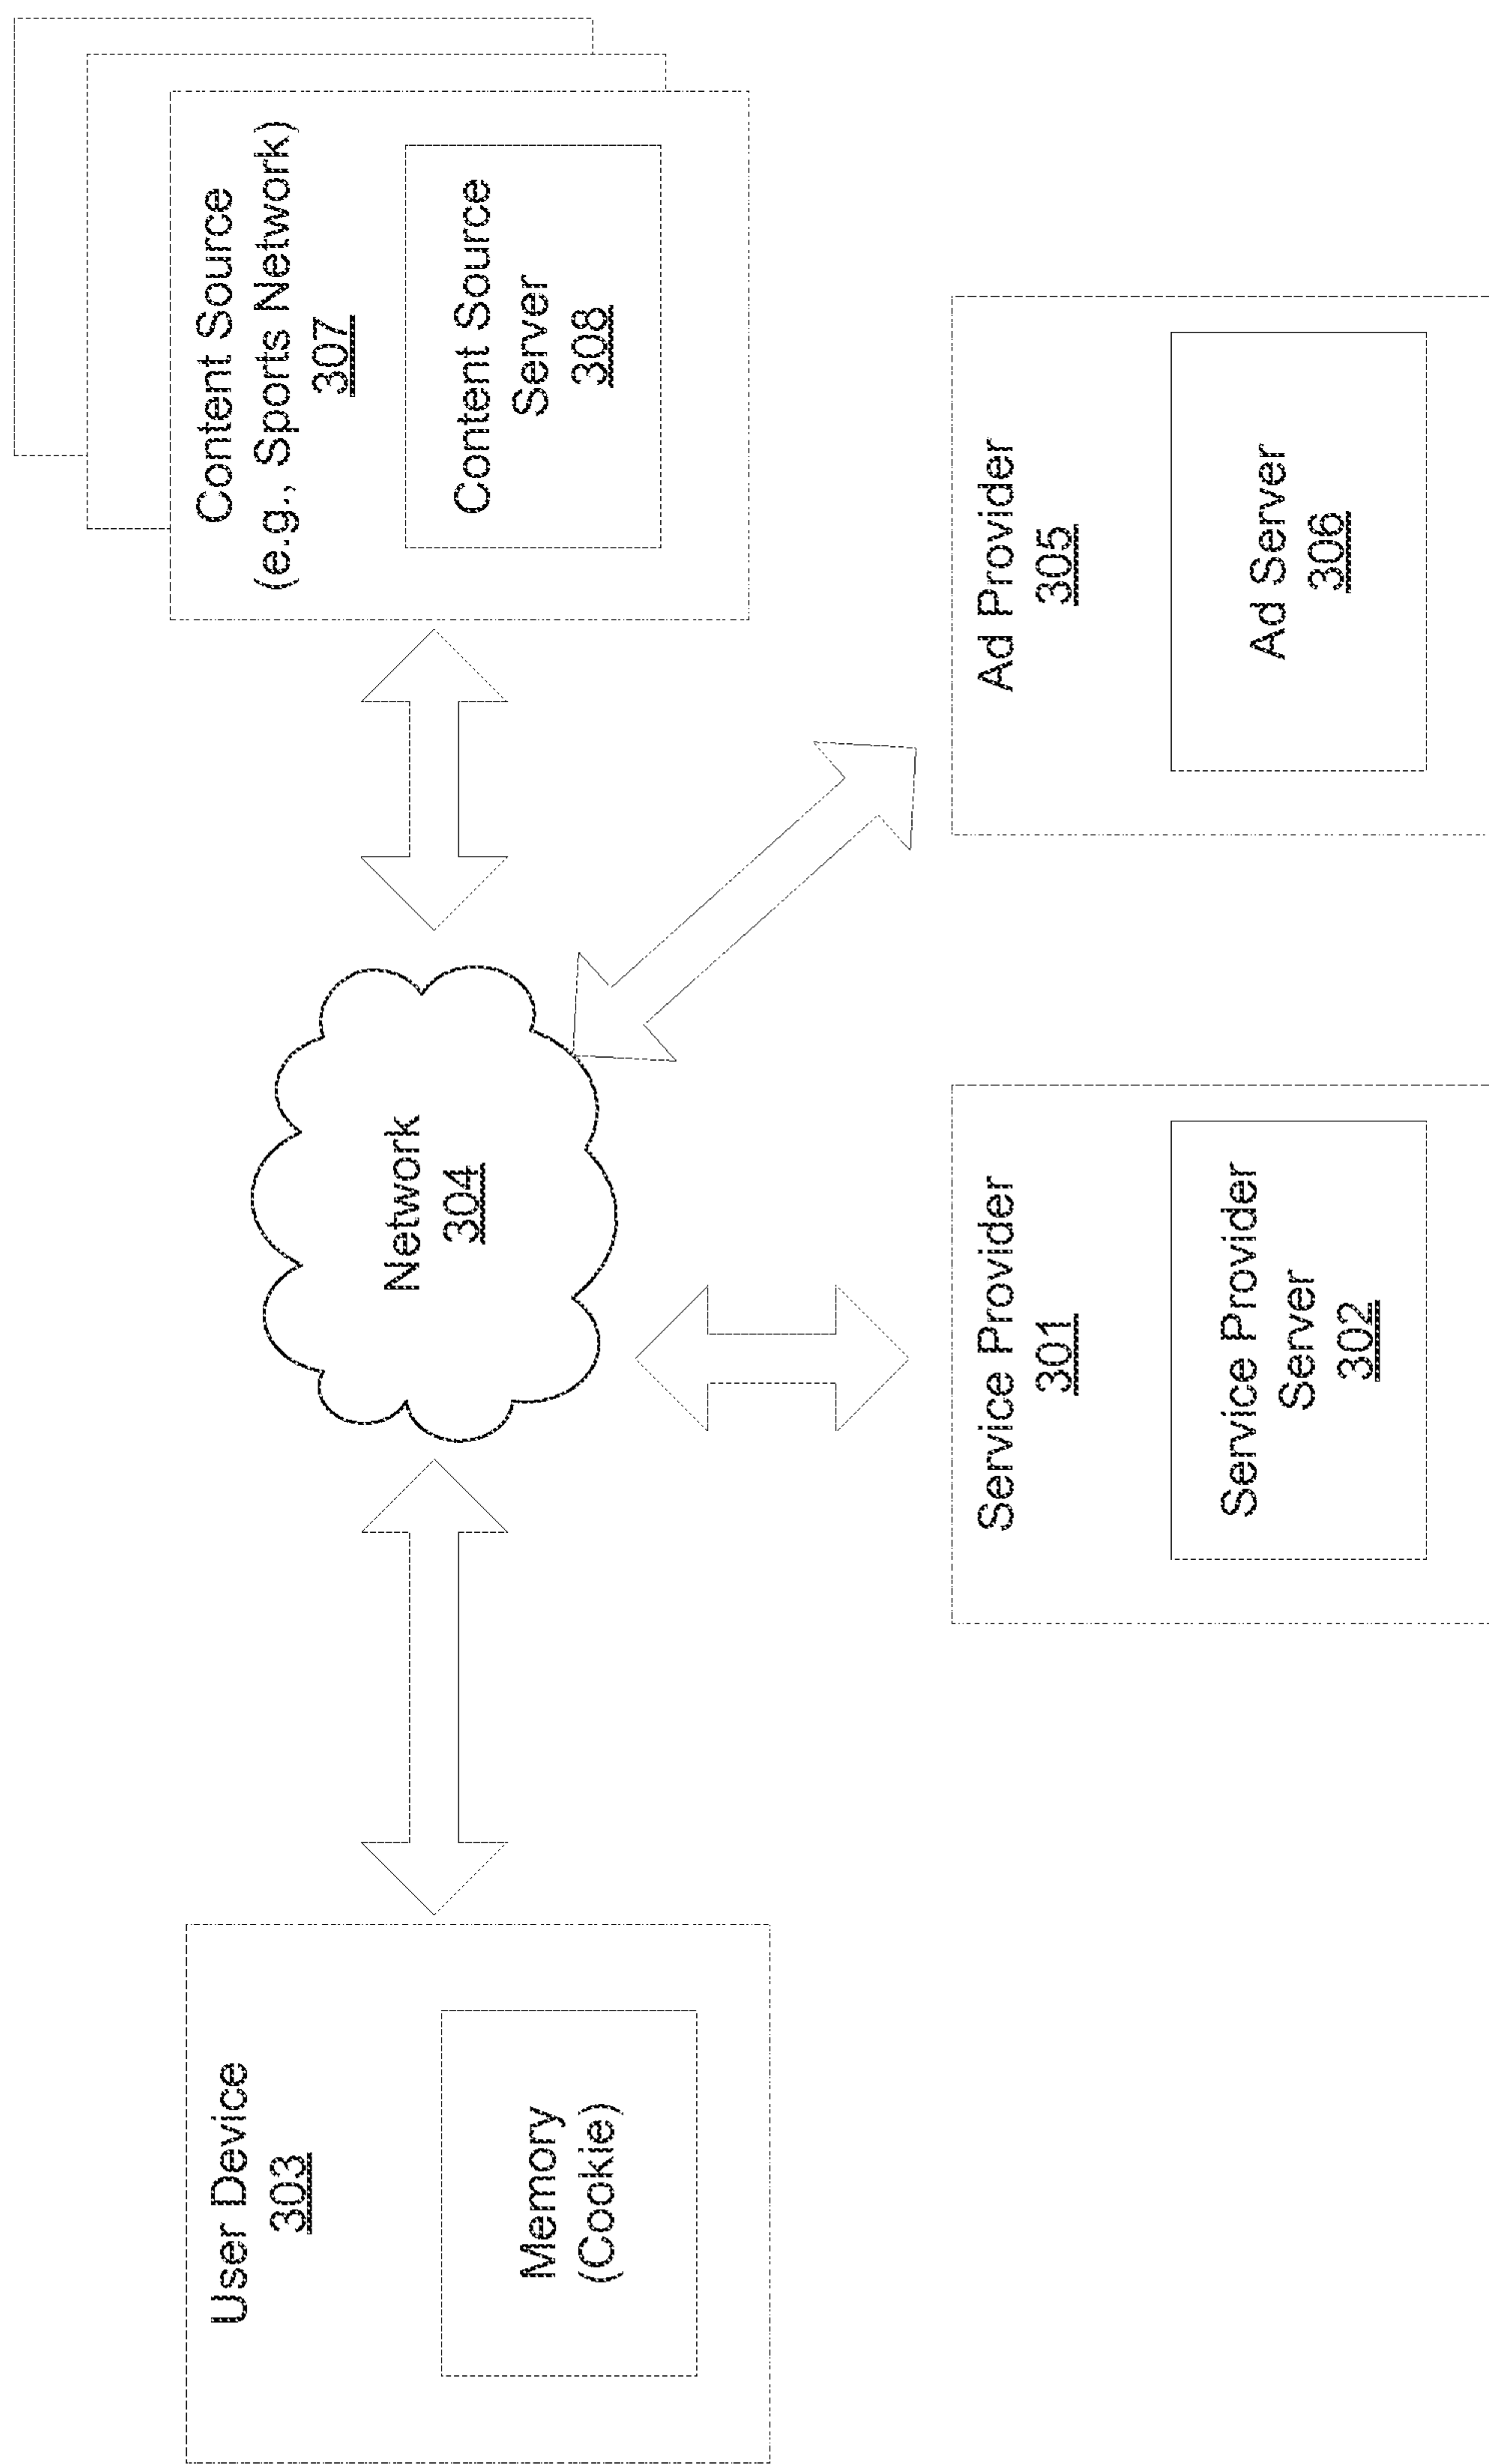 User Device
303
Memory
(Cookie)
Network
304
Content Source
(e.g., Sports Network)
307
Content Source
Server
308
Service Provider
301
Service Provider
Server
302
Ad Provider
305
Ad Server
306